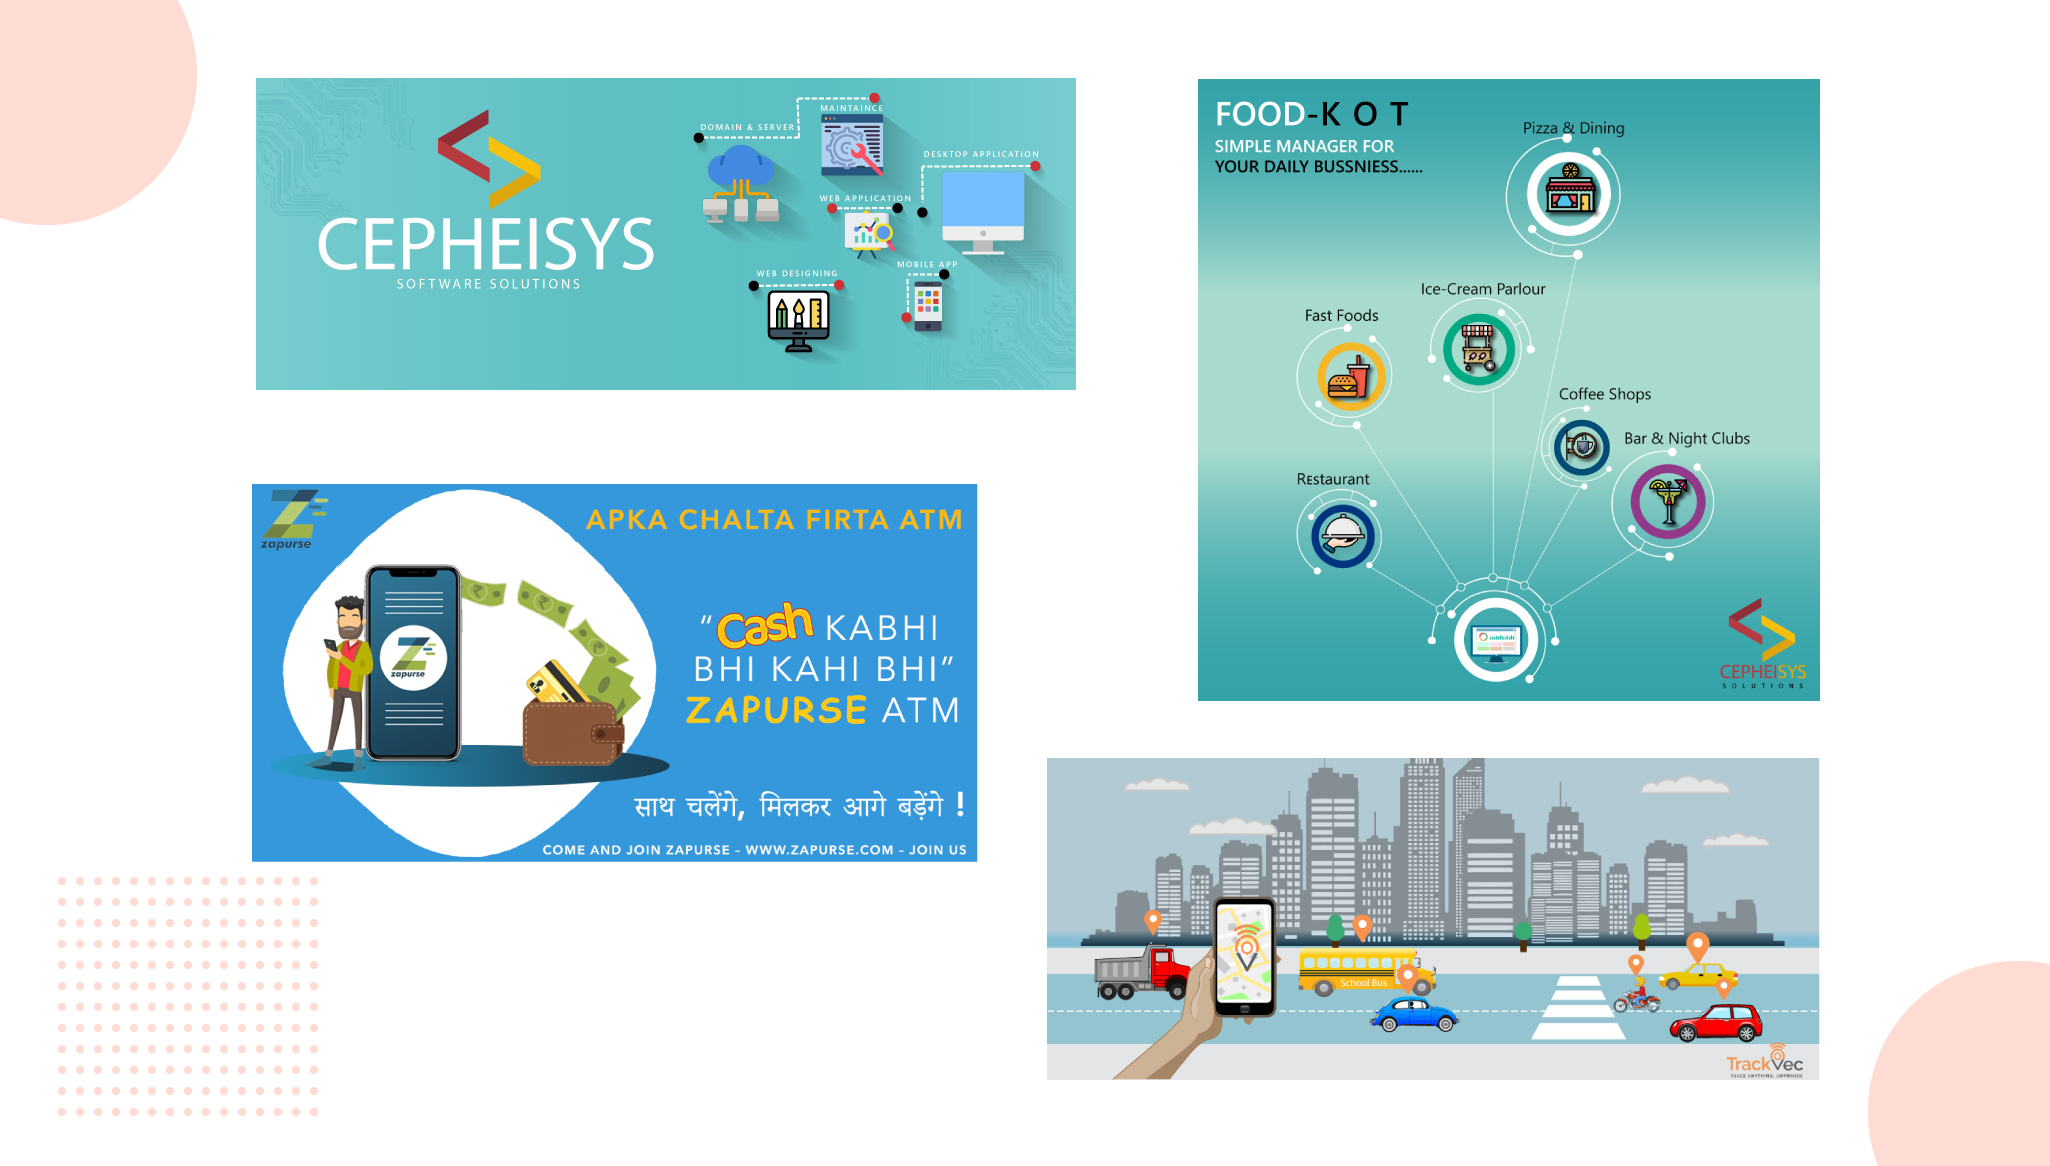 CEPHEISYS
SOFTWARE SOLUTIONS
DOMAIN & SERVER
MAINTAINCE
DESKTOP APPLICATION
WEB APPLICATION
WEB DESIGNING
MOBILE APP
FOOD-K O T
SIMPLE MANAGER FOR
YOUR DAILY BUSSNIESS......
Pizza & Dining
Ice-Cream Parlour
Fast Foods
Coffee Shops
Bar & Night Clubs
Restaurant
CEPHEISYS
SOLUTIONS
zapurse
APKA CHALTA FIRTA ATM
zapurse
“Cash KABHI
BHI KAHI BHI”
ZAPURSE ATM
साथ चलेंगे, मिलकर आगे बड़ेंगे !
COME AND JOIN ZAPURSE - WWW.ZAPURSE.COM - JOIN US
School Bus
TrackVec
TRACK ANYTHING, ANYWHERE